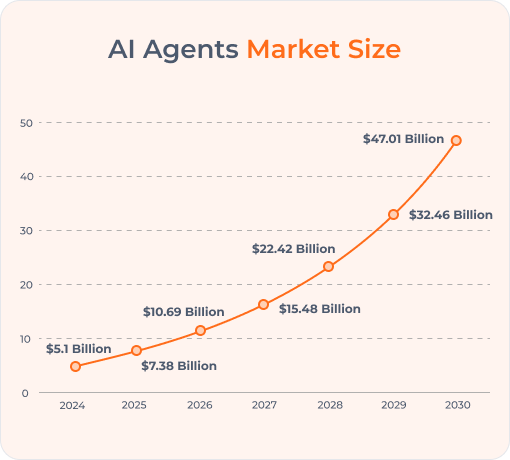 AI Agents Market Size
50
$47.01 Billion
40
$32.46 Billion
30
$22.42 Billion
20
$15.48 Billion
$10.69 Billion
10
$5.1 Billion
$7.38 Billion
0
2024 2025 2026 2027 2028 2029 2030